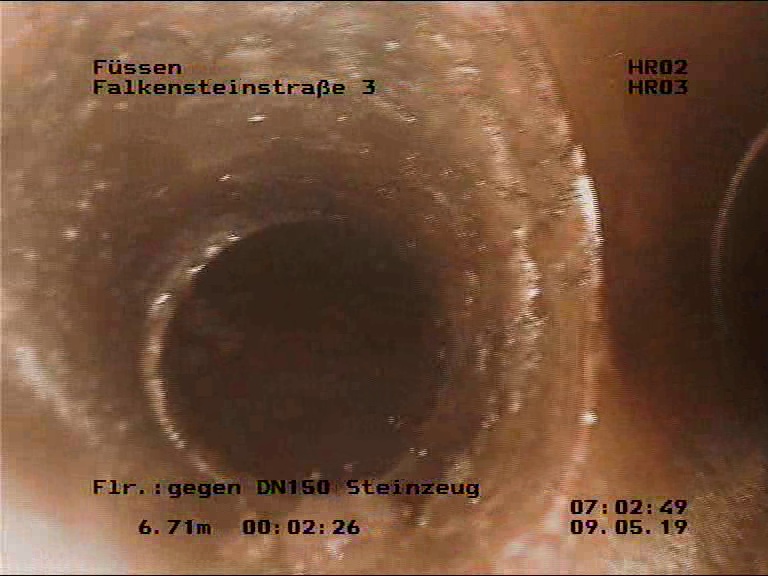 Füssen
Falkensteinstraße 3
HR02
HR03
Flr.:gegen DN150 Steinzeug
6.71m 00:02:26
07:02:49
09.05.19